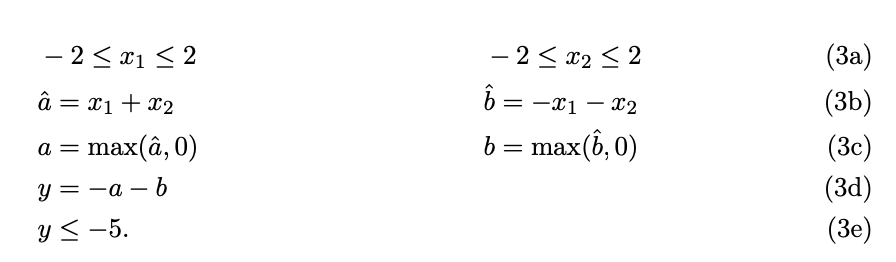 − 2 ≤ x₁ ≤ 2 − 2 ≤ x₂ ≤ 2 (3a)
â = x₁ + x₂ b̂ = −x₁ − x₂ (3b)
a = max(â, 0) b = max(b̂, 0) (3c)
y = −a − b (3d)
y ≤ −5. (3e)